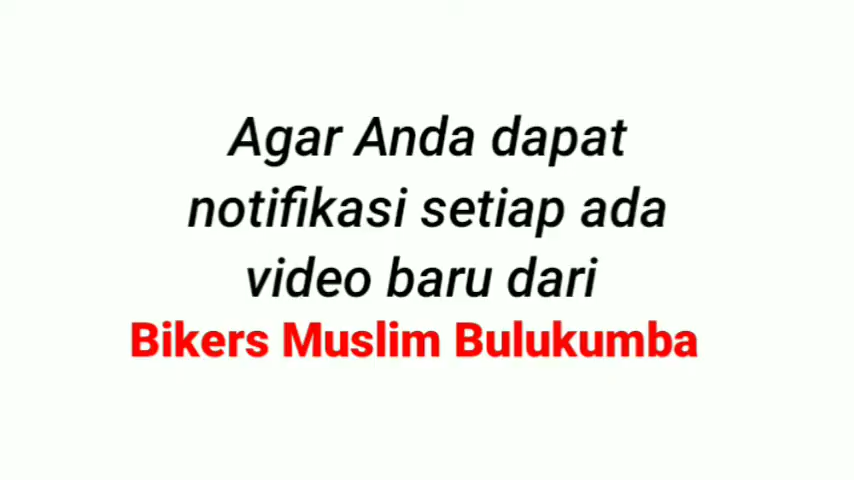 Agar Anda dapat
notifikasi setiap ada
video baru dari
Bikers Muslim Bulukumba